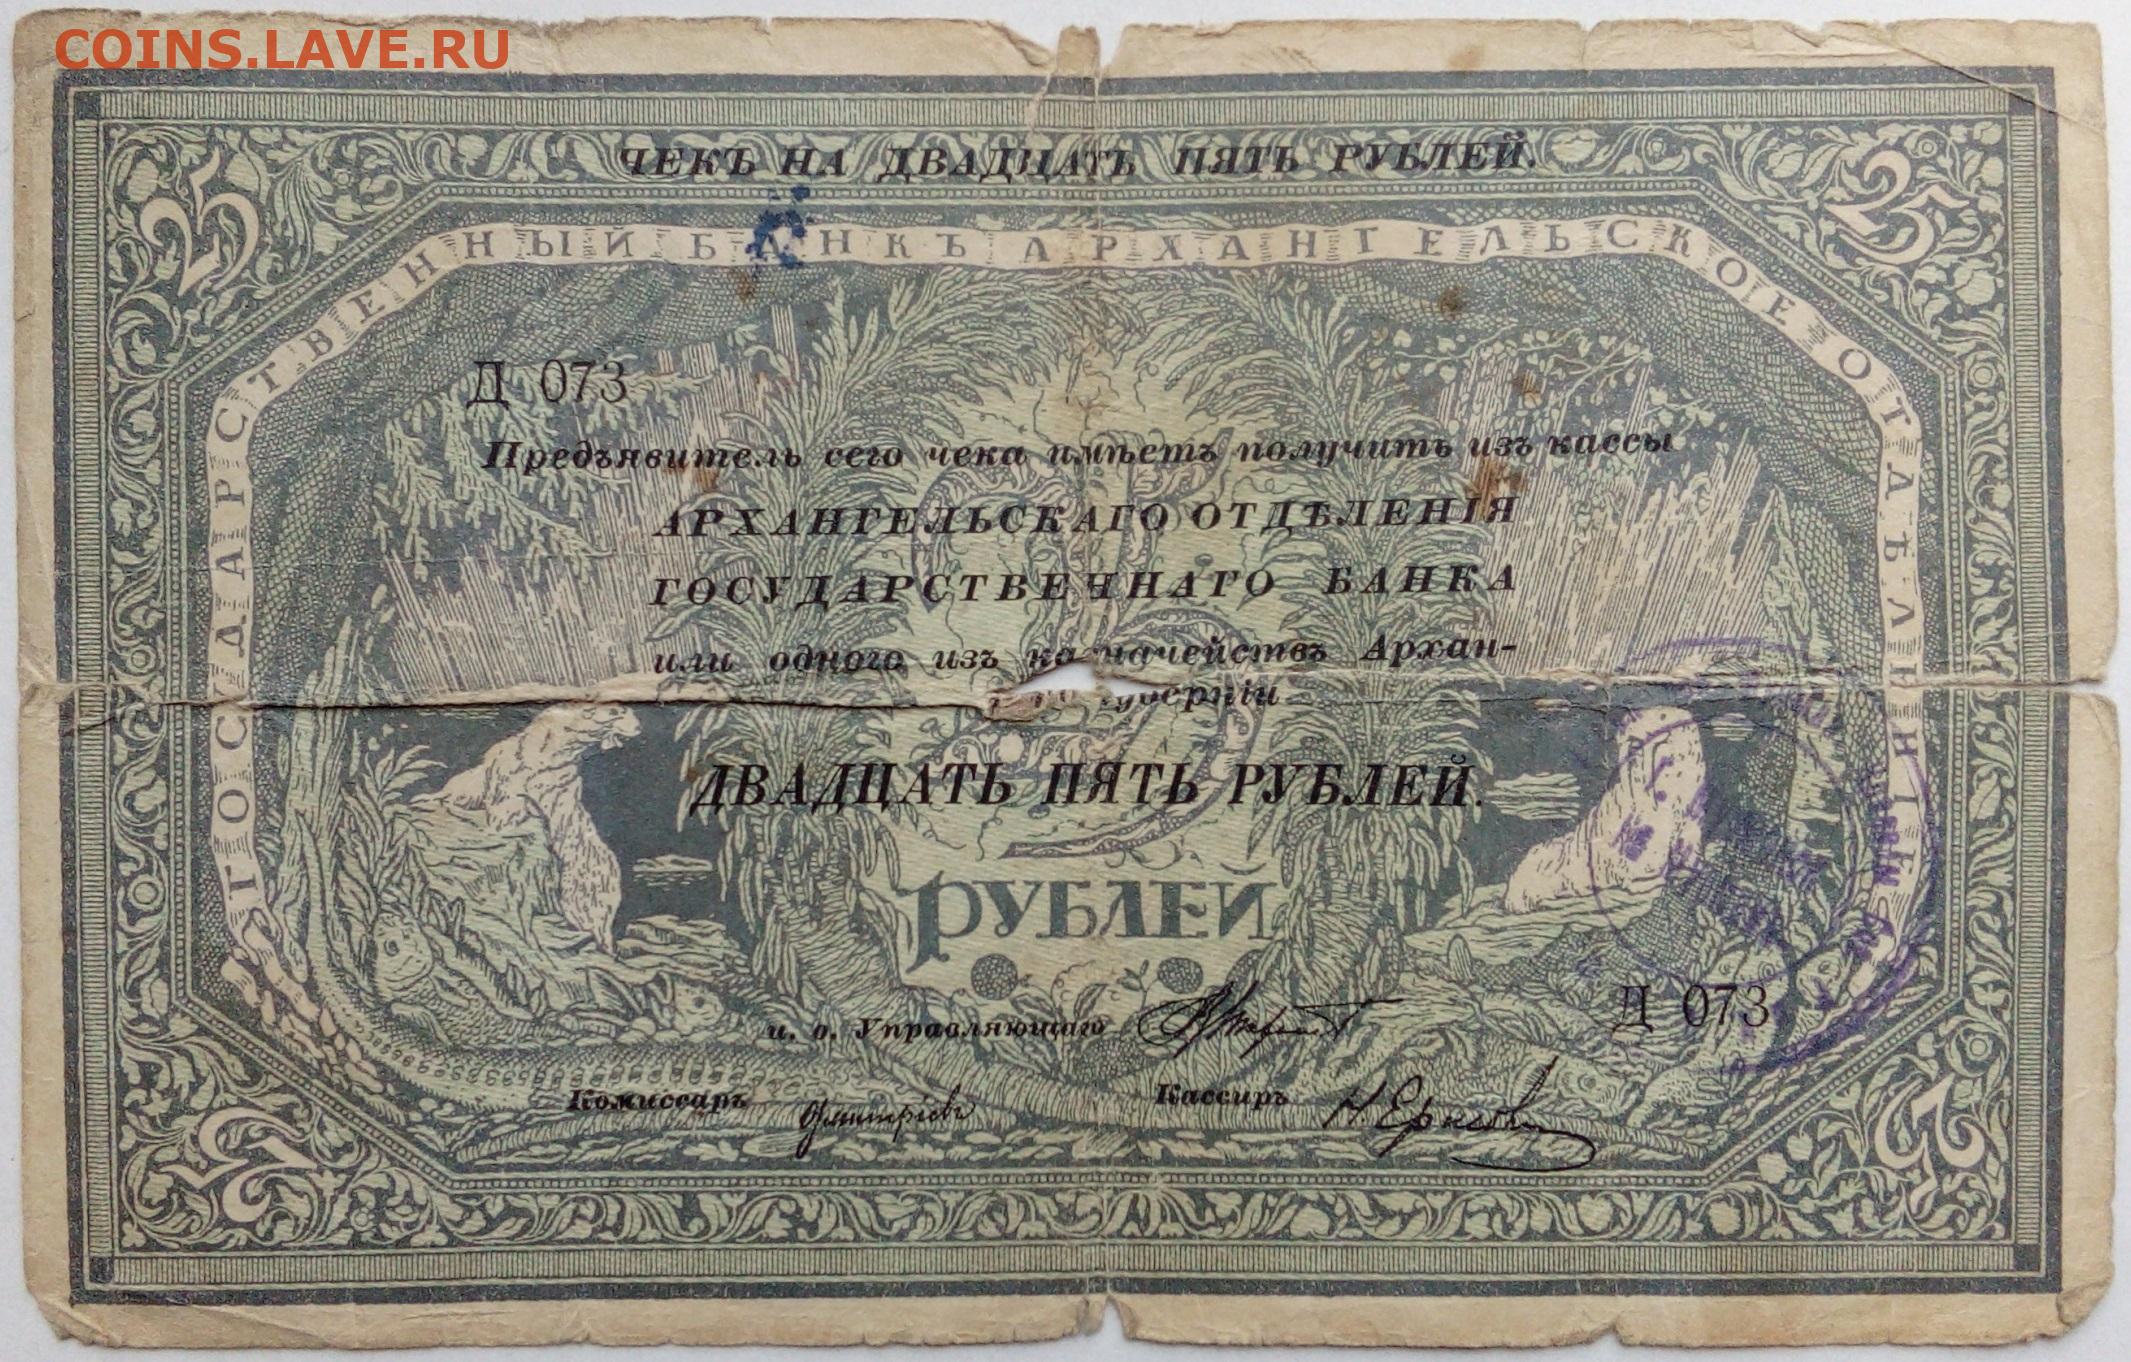 COINS.LAVE.RU
ЧЕКЪ НА ДВАДЦАТЬ ПЯТЬ РУБЛЕЙ.
25 25
ГОСУДАРСТВЕННЫЙ БАНКЪ АРХАНГЕЛЬСКОЕ ОТДѢЛЕНІЕ
Д 073
Предъявитель сего чека имѣетъ получить изъ кассы
АРХАНГЕЛЬСКАГО ОТДѢЛЕНІЯ
ГОСУДАРСТВЕННАГО БАНКА
или одного изъ казначействъ Архан-
губерніи
ДВАДЦАТЬ ПЯТЬ РУБЛЕЙ.
РУБЛЕЙ
Д 073
и. о. Управляющаго
Комиссаръ Дмитріевъ Кассиръ
25 25